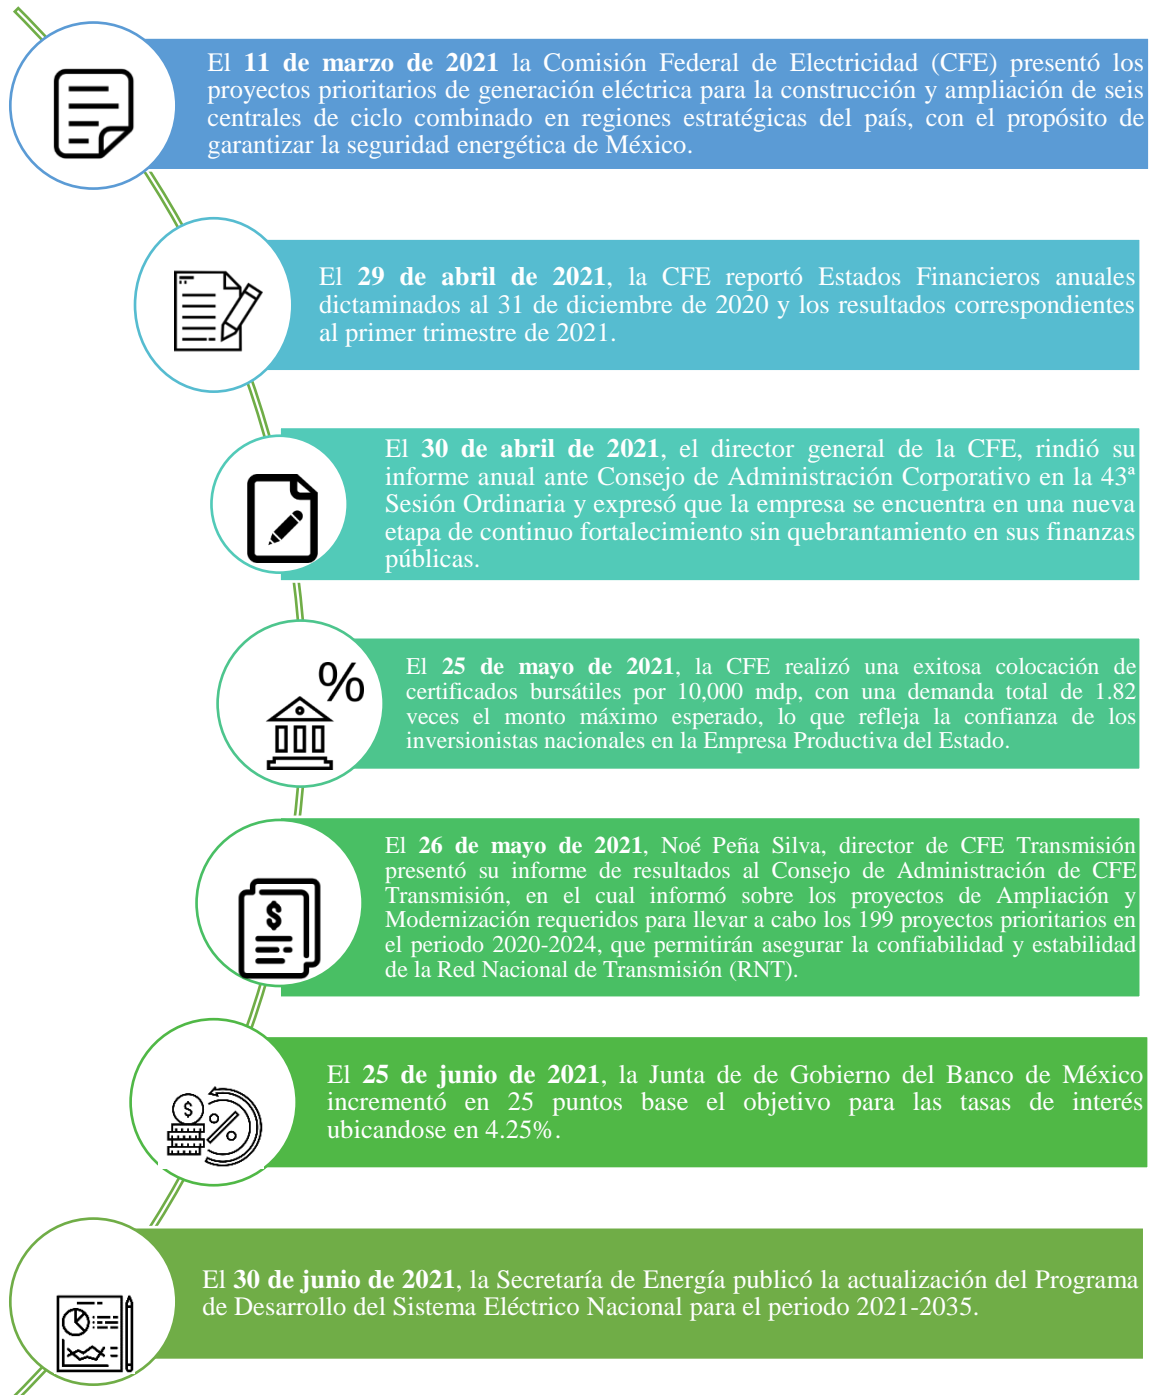 El 11 de marzo de 2021 la Comisión Federal de Electricidad (CFE) presentó los
proyectos prioritarios de generación eléctrica para la construcción y ampliación de seis
centrales de ciclo combinado en regiones estratégicas del país, con el propósito de
garantizar la seguridad energética de México.
El 29 de abril de 2021, la CFE reportó Estados Financieros anuales
dictaminados al 31 de diciembre de 2020 y los resultados correspondientes
al primer trimestre de 2021.
El 30 de abril de 2021, el director general de la CFE, rindió su
informe anual ante Consejo de Administración Corporativo en la 43ª
Sesión Ordinaria y expresó que la empresa se encuentra en una nueva
etapa de continuo fortalecimiento sin quebrantamiento en sus finanzas
públicas.
%
El 25 de mayo de 2021, la CFE realizó una exitosa colocación de
certificados bursátiles por 10,000 mdp, con una demanda total de 1.82
veces el monto máximo esperado, lo que refleja la confianza de los
inversionistas nacionales en la Empresa Productiva del Estado.
$
El 26 de mayo de 2021, Noé Peña Silva, director de CFE Transmisión
presentó su informe de resultados al Consejo de Administración de CFE
Transmisión, en el cual informó sobre los proyectos de Ampliación y
Modernización requeridos para llevar a cabo los 199 proyectos prioritarios en
el periodo 2020-2024, que permitirán asegurar la confiabilidad y estabilidad
de la Red Nacional de Transmisión (RNT).
$ %
El 25 de junio de 2021, la Junta de de Gobierno del Banco de México
incrementó en 25 puntos base el objetivo para las tasas de interés
ubicandose en 4.25%.
El 30 de junio de 2021, la Secretaría de Energía publicó la actualización del Programa
de Desarrollo del Sistema Eléctrico Nacional para el periodo 2021-2035.